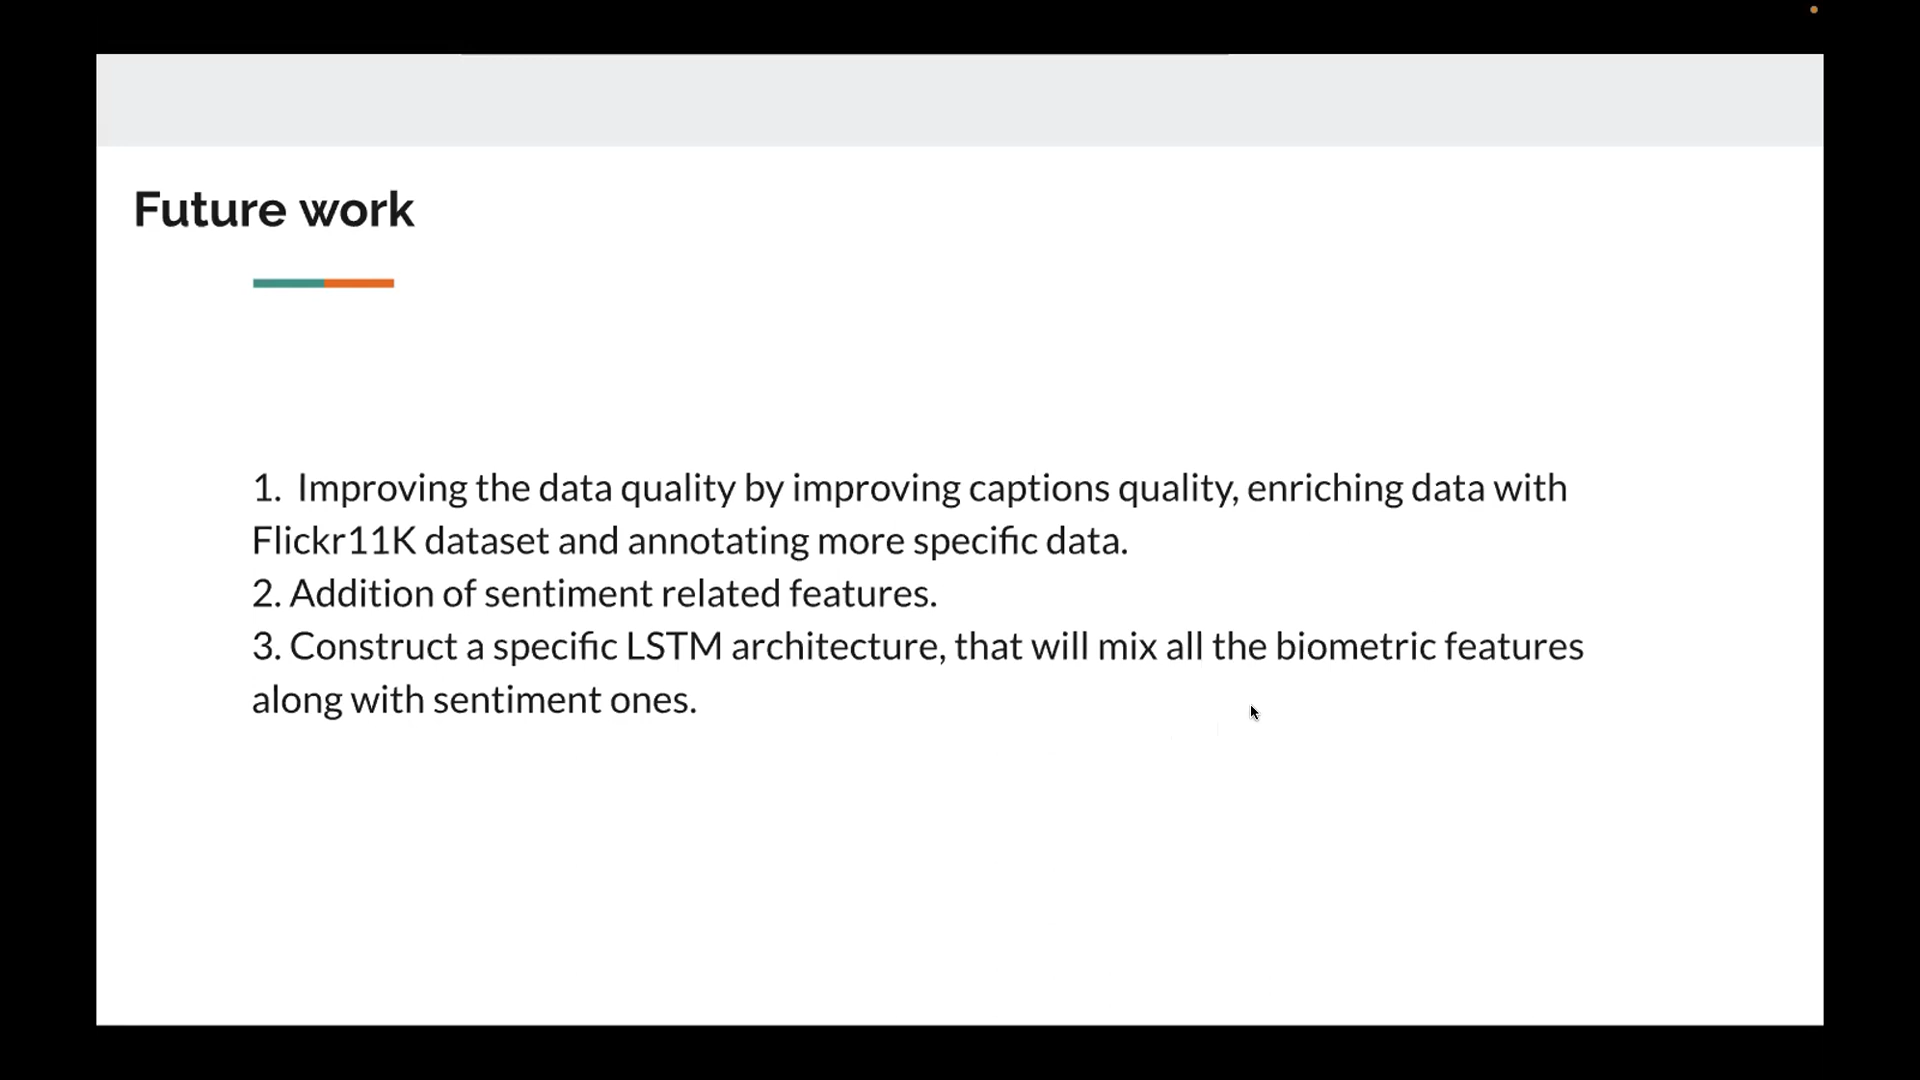 Future work
1.  Improving the data quality by improving captions quality, enriching data with
Flickr11K dataset and annotating more specific data.
2. Addition of sentiment related features.
3. Construct a specific LSTM architecture, that will mix all the biometric features
along with sentiment ones.